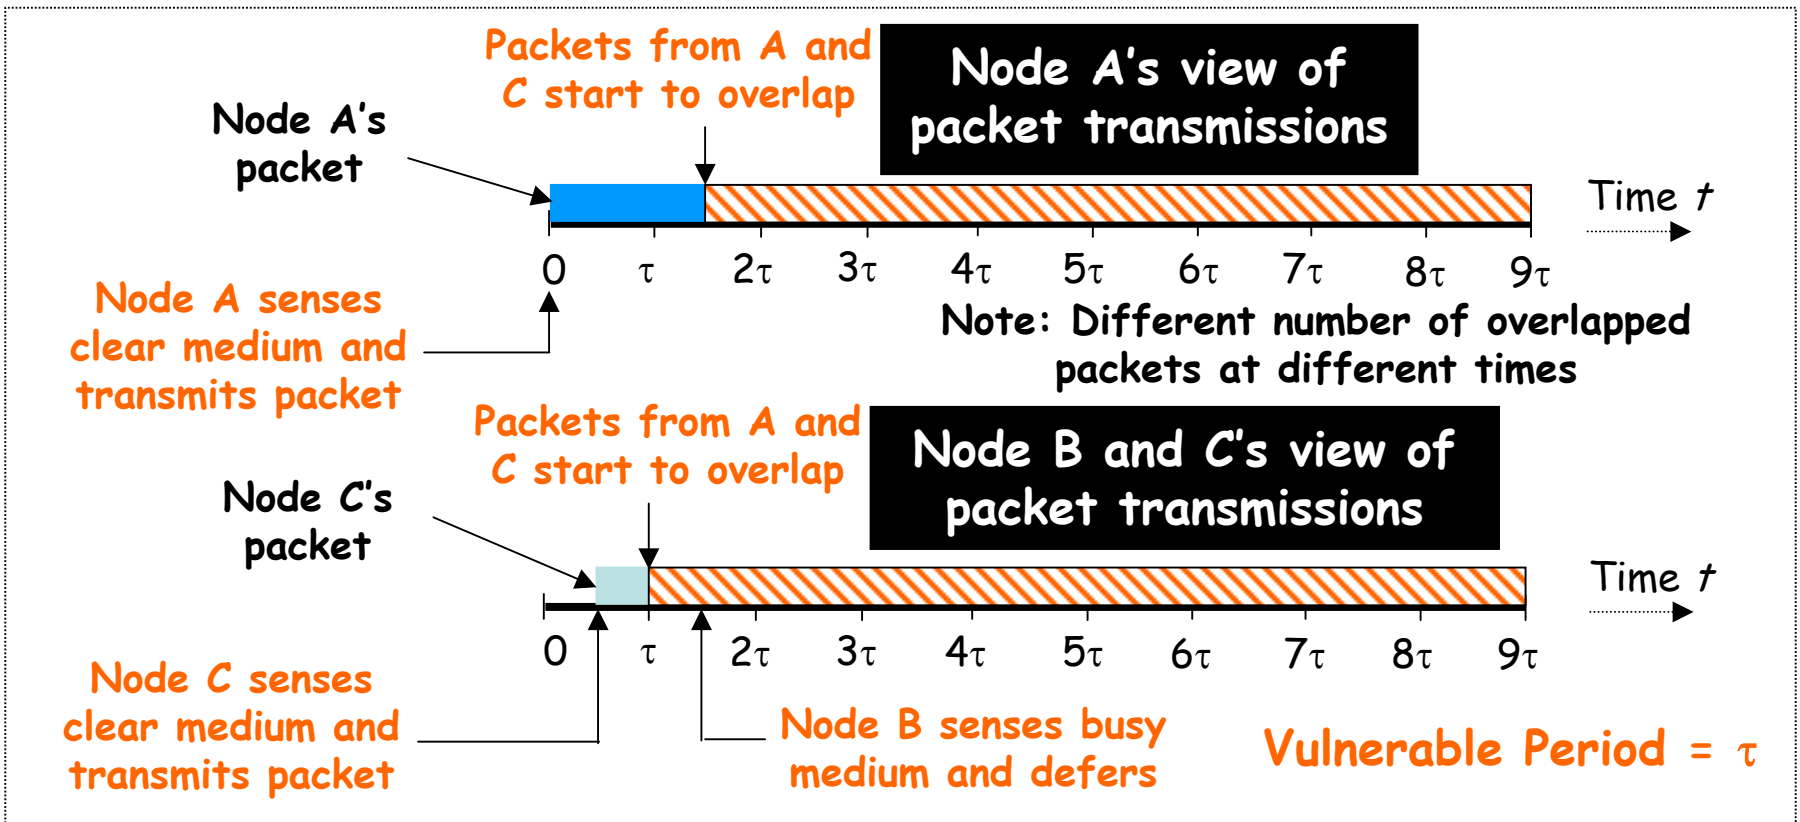 Packets from A and
C start to overlap
Node A's view of
packet transmissions
Node A's
packet
Time t
0 τ 2τ 3τ 4τ 5τ 6τ 7τ 8τ 9τ
Node A senses
clear medium and
transmits packet
Note: Different number of overlapped
packets at different times
Packets from A and
C start to overlap
Node B and C's view of
packet transmissions
Node C's
packet
Time t
0 τ 2τ 3τ 4τ 5τ 6τ 7τ 8τ 9τ
Node C senses
clear medium and
transmits packet
Node B senses busy
medium and defers
Vulnerable Period = τ